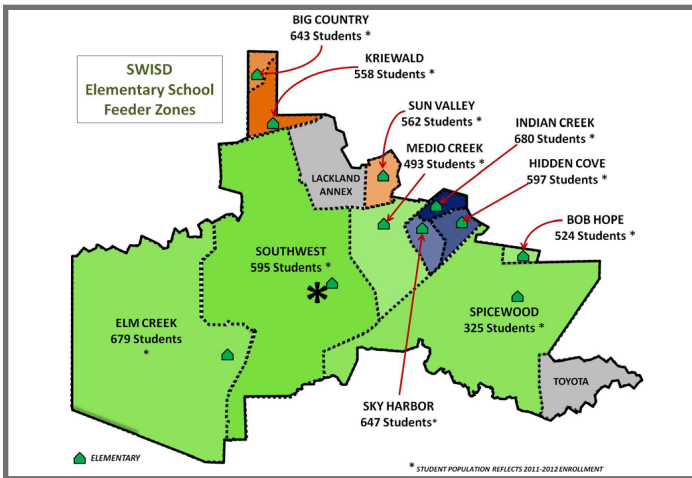 SWISD
Elementary School
Feeder Zones
BIG COUNTRY
643 Students *
KRIEWALD
558 Students *
SUN VALLEY
562 Students *
INDIAN CREEK
680 Students *
MEDIO CREEK
493 Students *
HIDDEN COVE
597 Students *
LACKLAND
ANNEX
BOB HOPE
524 Students *
SOUTHWEST
595 Students *
*
SPICEWOOD
325 Students *
ELM CREEK
679 Students
*
TOYOTA
SKY HARBOR
647 Students*
ELEMENTARY
* STUDENT POPULATION REFLECTS 2011-2012 ENROLLMENT